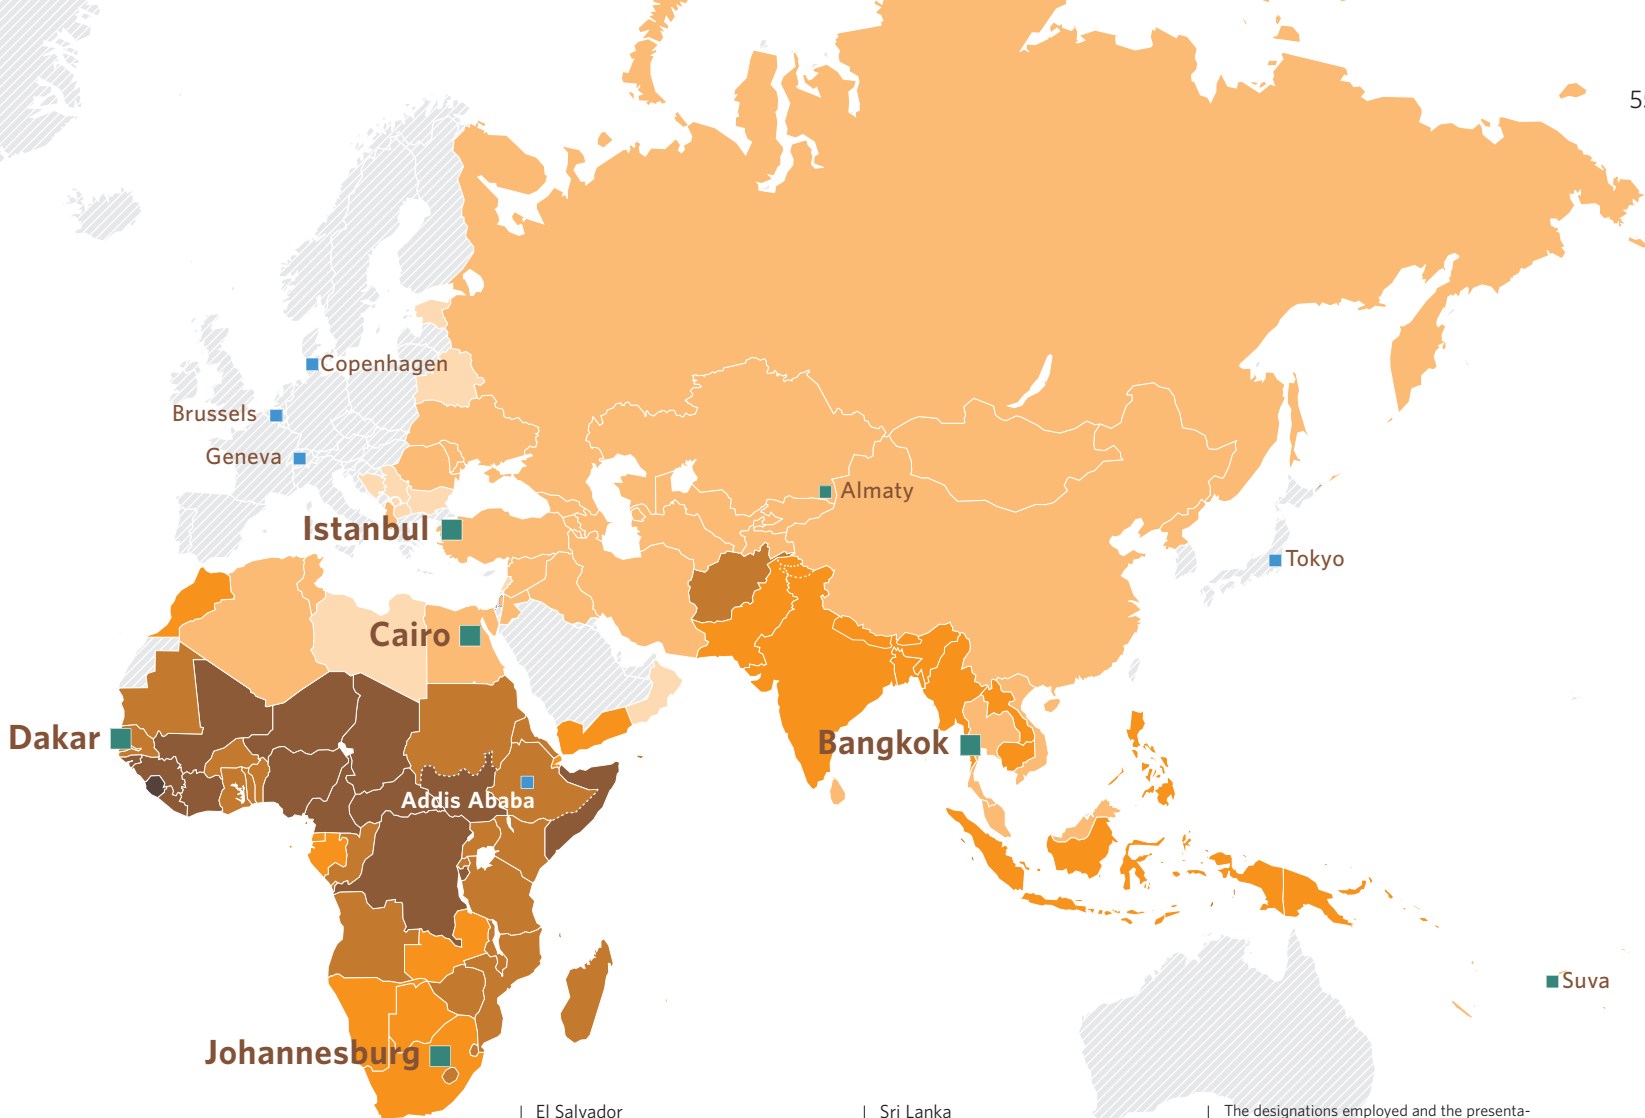 55
Copenhagen
Brussels
Geneva
Almaty
Istanbul
Tokyo
Cairo
Dakar
Bangkok
Addis Ababa
Suva
Johannesburg
El Salvador
Sri Lanka
The designations employed and the presenta-